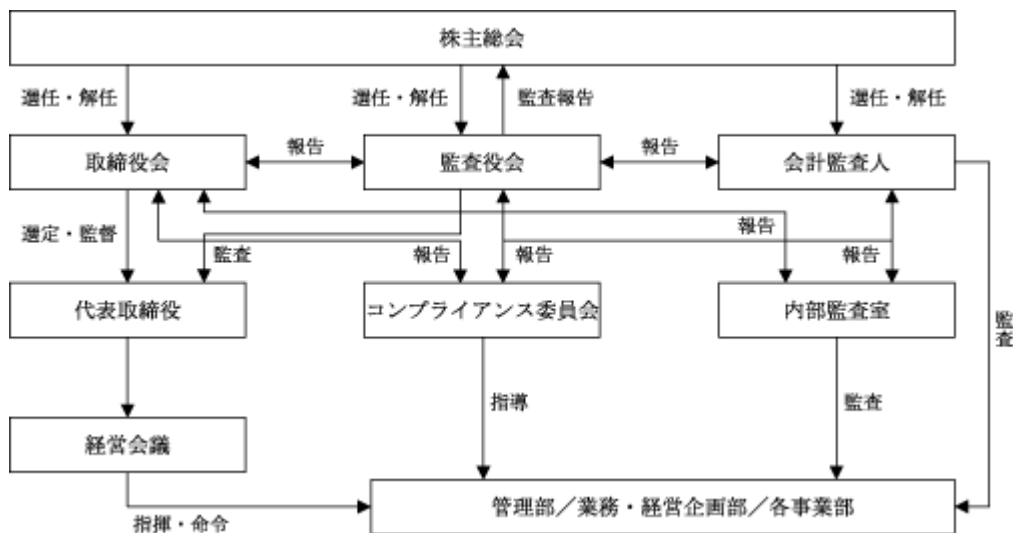 株主総会
選任・解任
選任・解任
監査報告
選任・解任
取締役会
報告
監査役会
報告
会計監査人
選定・監督
監査
報告
報告
報告
報告
代表取締役
コンプライアンス委員会
内部監査室
監査
指導
監査
経営会議
指揮・命令
管理部／業務・経営企画部／各事業部